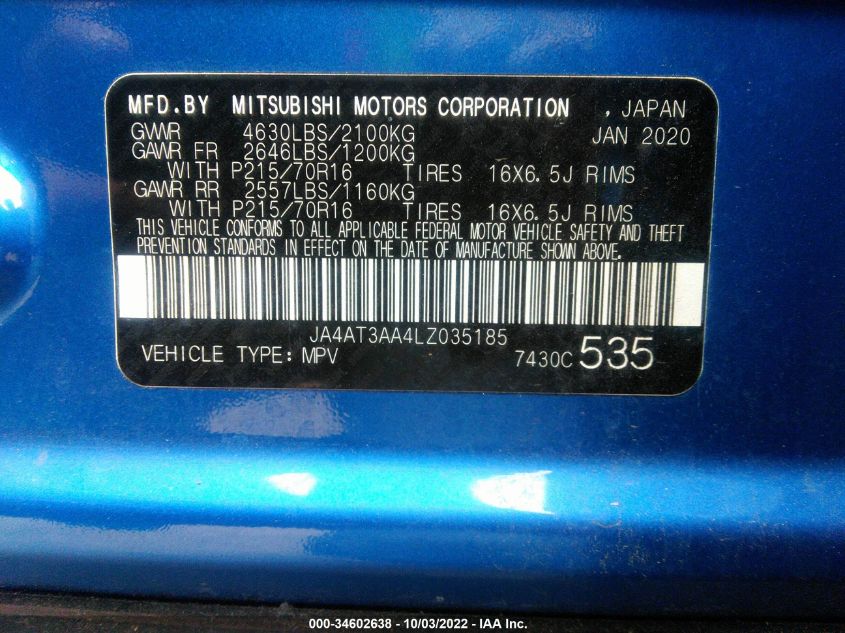 MFD.BY MITSUBISHI MOTORS CORPORATION , JAPAN
GVWR 4630LBS/2100KG JAN 2020
GAWR FR 2646LBS/1200KG
WITH P215/70R16 TIRES 16X6.5J RIMS
GAWR RR 2557LBS/1160KG
WITH P215/70R16 TIRES 16X6.5J RIMS
THIS VEHICLE CONFORMS TO ALL APPLICABLE FEDERAL MOTOR VEHICLE SAFETY AND THEFT
PREVENTION STANDARDS IN EFFECT ON THE DATE OF MANUFACTURE SHOWN ABOVE.
JA4AT3AA4LZ035185
VEHICLE TYPE: MPV 7430C 535
000-34602638 - 10/03/2022 - IAA Inc.